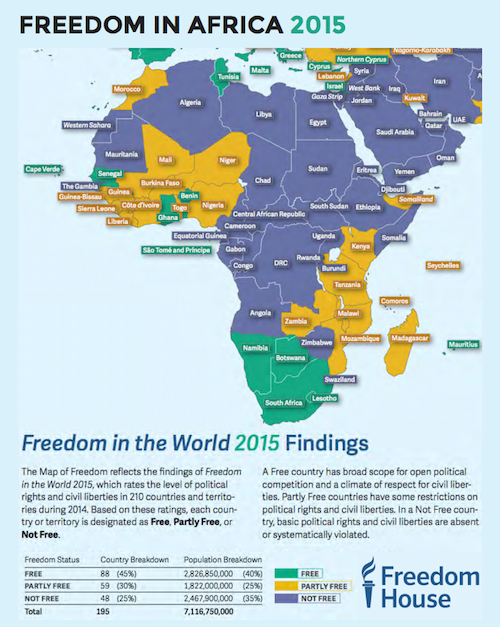 FREEDOM IN AFRICA 2015
Nagorno-Karabakh
Greece
Northern Cyprus
Cyprus
Malta
Syria
Lebanon
Tunisia
Iran
Israel
West Bank
Iraq
Morocco
Gaza Strip
Jordan
Kuwait
Algeria
Libya
Egypt
Bahrain
UAE
Qatar
Western Sahara
Saudi Arabia
Mauritania
Oman
Mali
Niger
Cape Verde
Senegal
Sudan
Eritrea
Yemen
Chad
Burkina Faso
The Gambia
Guinea
Djibouti
Guinea-Bissau
Benin
Somaliland
Sierra Leone
Côte d'Ivoire
Togo
Nigeria
South Sudan
Ethiopia
Ghana
Central African Republic
Liberia
Cameroon
Equatorial Guinea
Uganda
Somalia
São Tomé and Príncipe
Gabon
Kenya
Congo
DRC
Rwanda
Seychelles
Burundi
Tanzania
Comoros
Angola
Malawi
Zambia
Mozambique
Madagascar
Zimbabwe
Mauritius
Namibia
Botswana
Swaziland
South Africa
Lesotho
Freedom in the World 2015 Findings
The Map of Freedom reflects the findings of Freedom
in the World 2015, which rates the level of political
rights and civil liberties in 210 countries and territo-
ries during 2014. Based on these ratings, each coun-
try or territory is designated as Free, Partly Free, or
Not Free.
A Free country has broad scope for open political
competition and a climate of respect for civil liber-
ties. Partly Free countries have some restrictions on
political rights and civil liberties. In a Not Free coun-
try, basic political rights and civil liberties are absent
or systematically violated.
Freedom Status Country Breakdown Population Breakdown
FREE 88 (45%) 2,826,850,000 (40%)
PARTLY FREE 59 (30%) 1,822,000,000 (25%)
NOT FREE 48 (25%) 2,467,900,000 (35%)
Total 195 7,116,750,000
FREE
PARTLY FREE
NOT FREE
Freedom
House